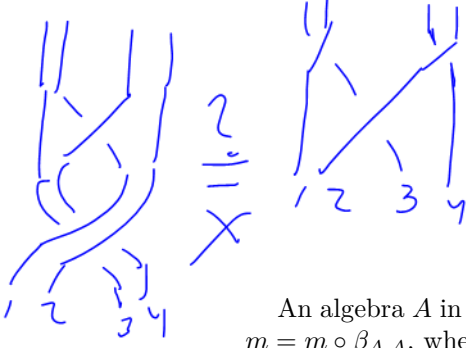 ?
=
1 2 3 4
1 2 3 4
An algebra A in
m = m ∘ β_{A,A}, whe